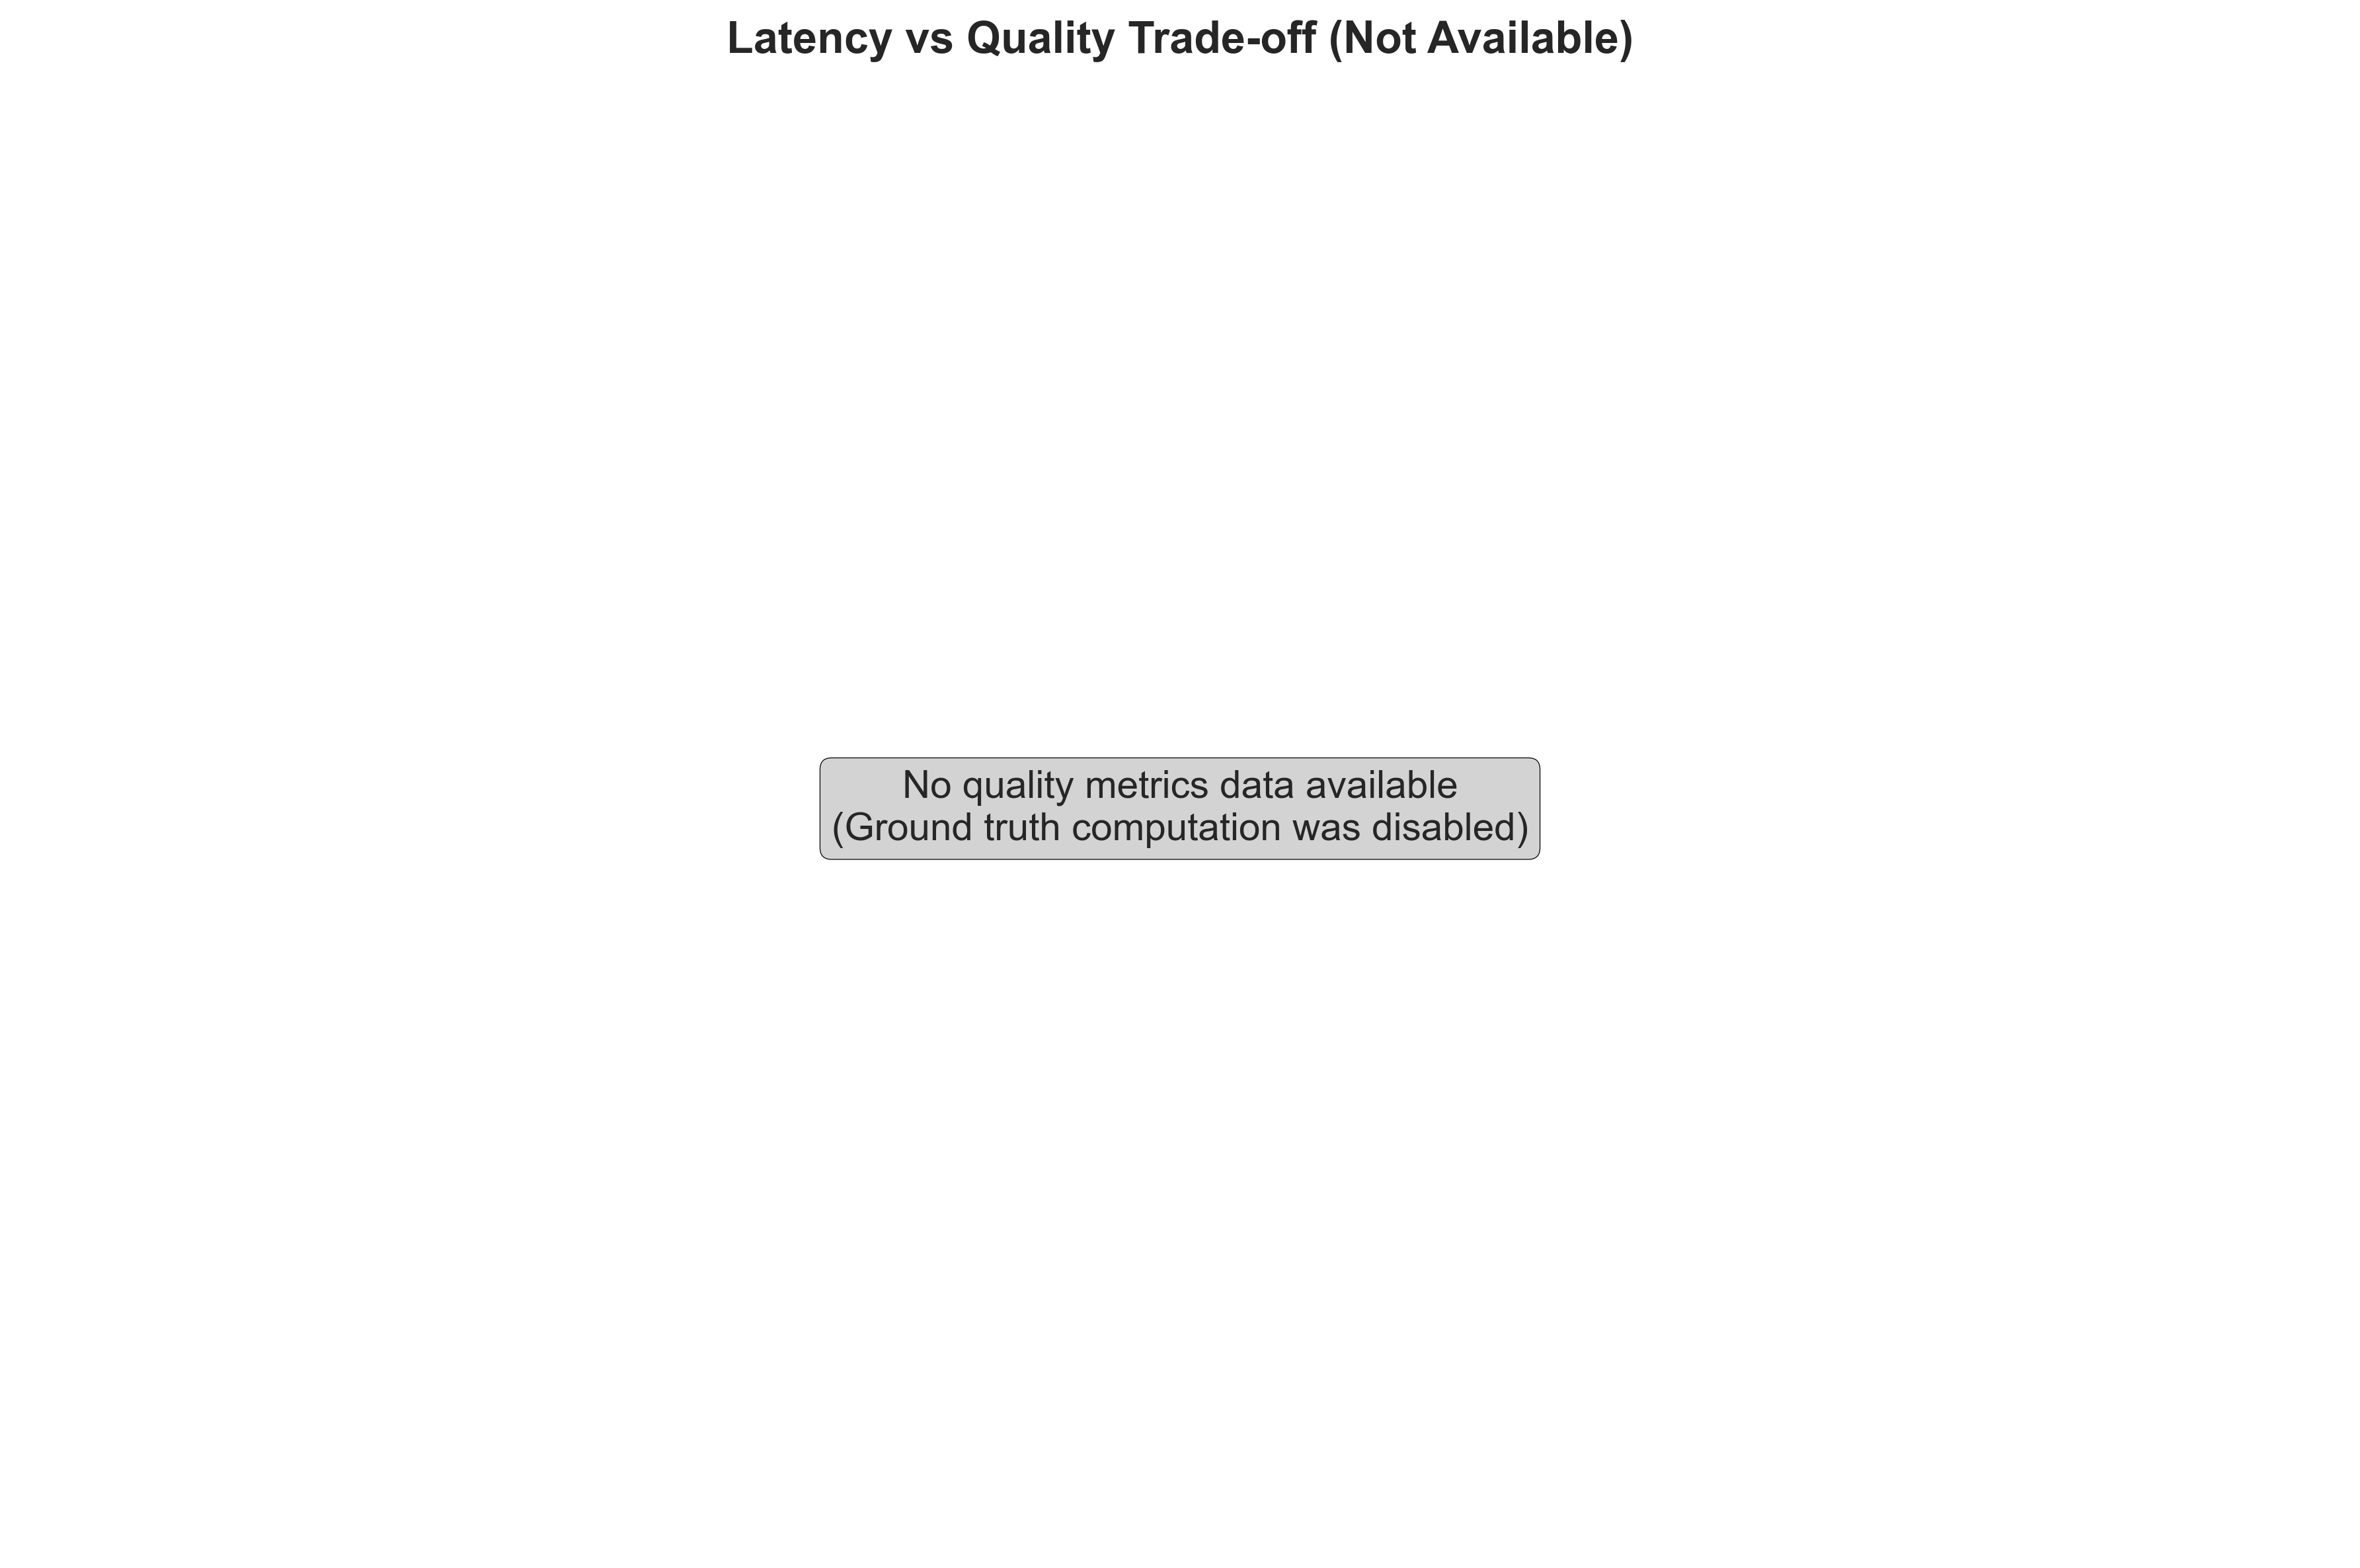 Latency vs Quality Trade-off (Not Available)
No quality metrics data available
(Ground truth computation was disabled)